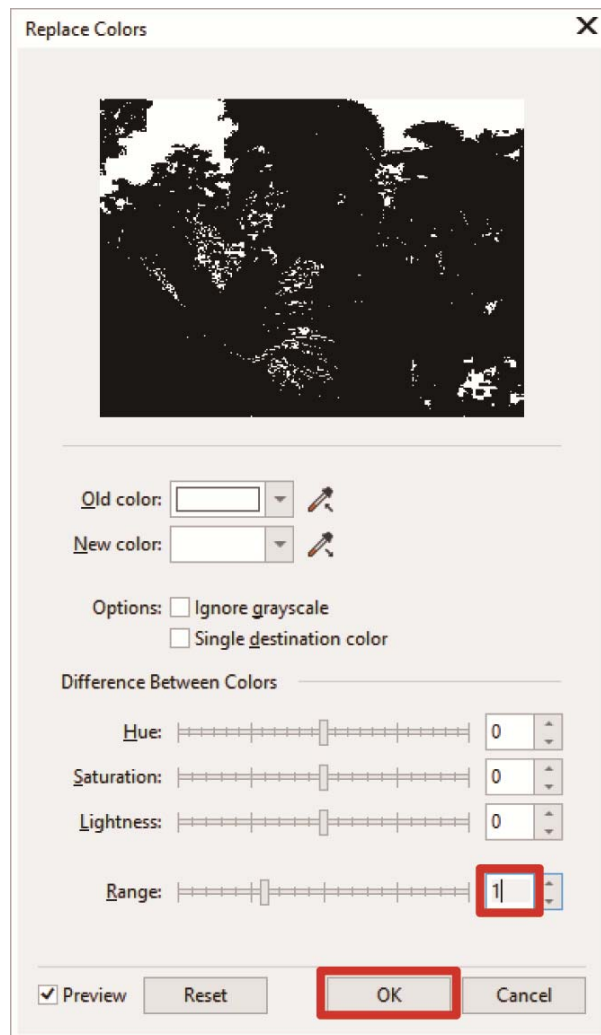 Replace Colors
Old color:
New color:
Options: Ignore grayscale
Single destination color
Difference Between Colors
Hue: 0
Saturation: 0
Lightness: 0
Range: 1
Preview Reset OK Cancel